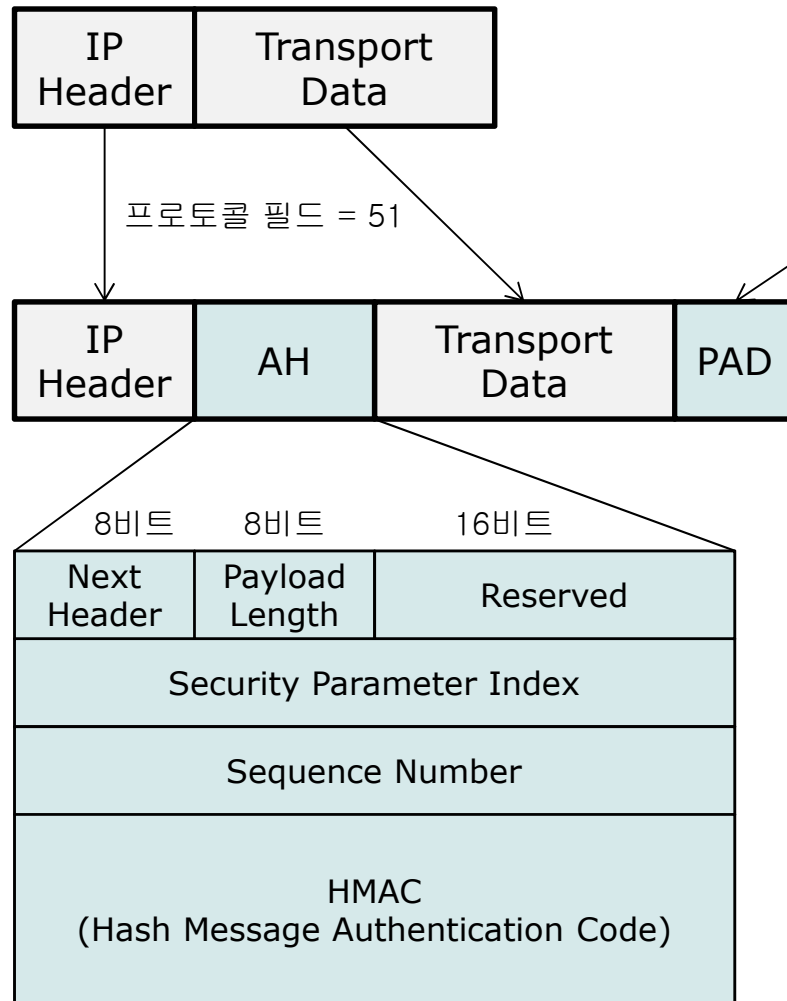 IP
Header
Transport
Data
프로토콜 필드 = 51
IP
Header
AH
Transport
Data
PAD
8비트
8비트
16비트
Next
Header
Payload
Length
Reserved
Security Parameter Index
Sequence Number
HMAC
(Hash Message Authentication Code)